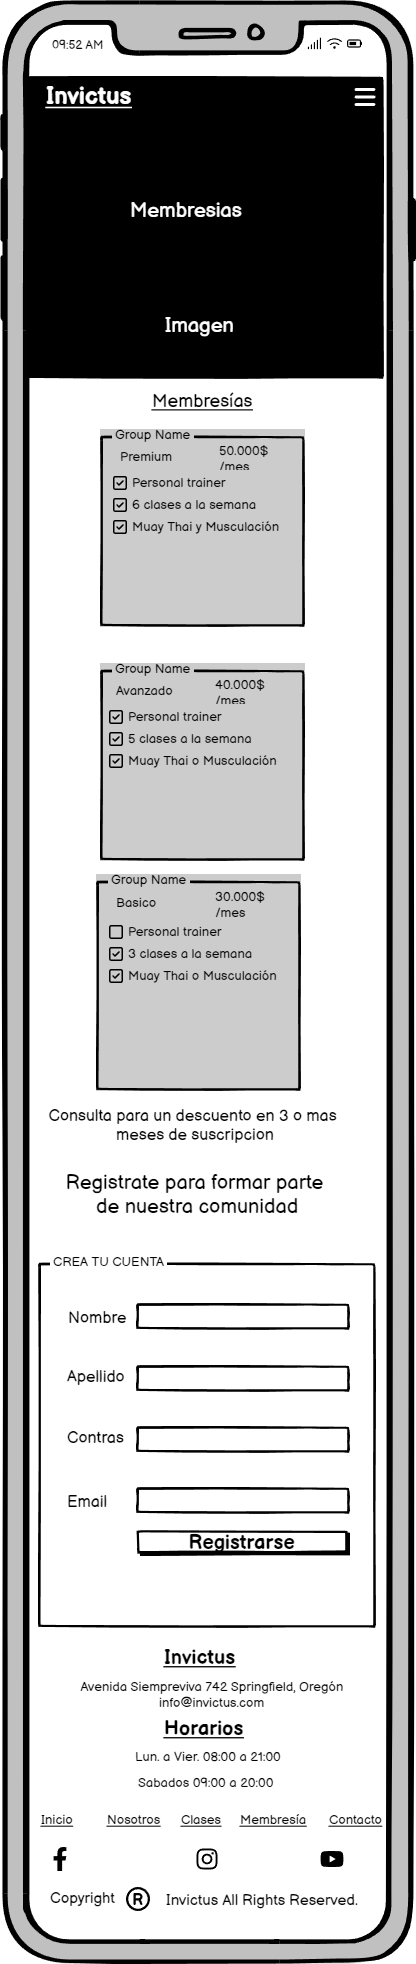 09:52 AM
Invictus
Membresias
Imagen
Membresías
Group Name
Premium
50.000$
/mes
Personal trainer
6 clases a la semana
Muay Thai y Musculación
Group Name
Avanzado
40.000$
/mes
Personal trainer
5 clases a la semana
Muay Thai o Musculación
Group Name
Basico
30.000$
/mes
Personal trainer
3 clases a la semana
Muay Thai o Musculación
Consulta para un descuento en 3 o mas
meses de suscripcion
Registrate para formar parte
de nuestra comunidad
CREA TU CUENTA
Nombre
Apellido
Contras
Email
Registrarse
Invictus
Avenida Siempreviva 742 Springfield, Oregón
info@invictus.com
Horarios
Lun. a Vier. 08:00 a 21:00
Sabados 09:00 a 20:00
Inicio Nosotros Clases Membresía Contacto
Copyright ® Invictus All Rights Reserved.